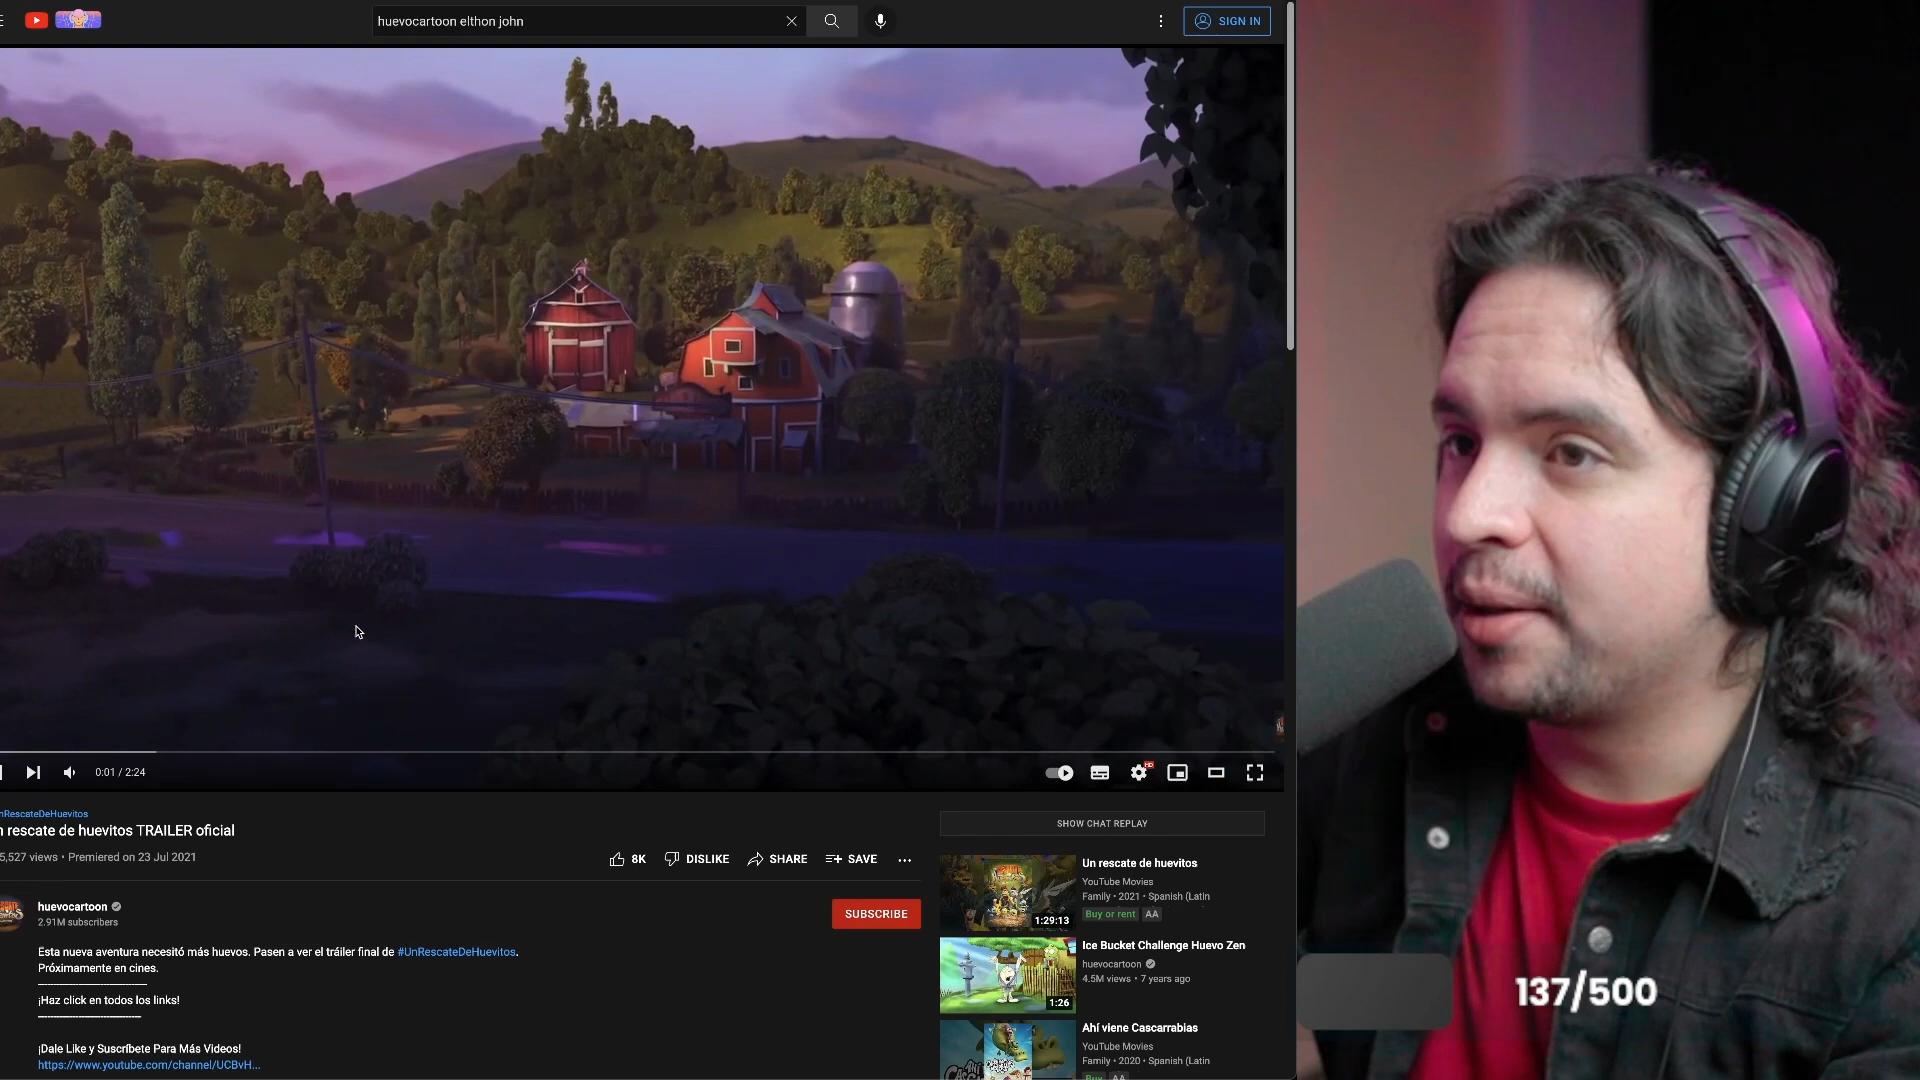 huevocartoon elthon john
SIGN IN
0:01 / 2:24
HD
nRescateDeHuevitos
n rescate de huevitos TRAILER oficial
5,527 views • Premiered on 23 Jul 2021
8K
DISLIKE
SHARE
SAVE
huevocartoon
2.91M subscribers
SUBSCRIBE
Esta nueva aventura necesitó más huevos. Pasen a ver el tráiler final de #UnRescateDeHuevitos.
Próximamente en cines.
¡Haz click en todos los links!
¡Dale Like y Suscríbete Para Más Videos!
https://www.youtube.com/channel/UCBvH...
SHOW CHAT REPLAY
1:29:13
Un rescate de huevitos
YouTube Movies
Family • 2021 • Spanish (Latin
Buy or rent AA
1:26
Ice Bucket Challenge Huevo Zen
huevocartoon
4.5M views • 7 years ago
Ahí viene Cascarrabias
YouTube Movies
Family • 2020 • Spanish (Latin
Buy AA
137/500